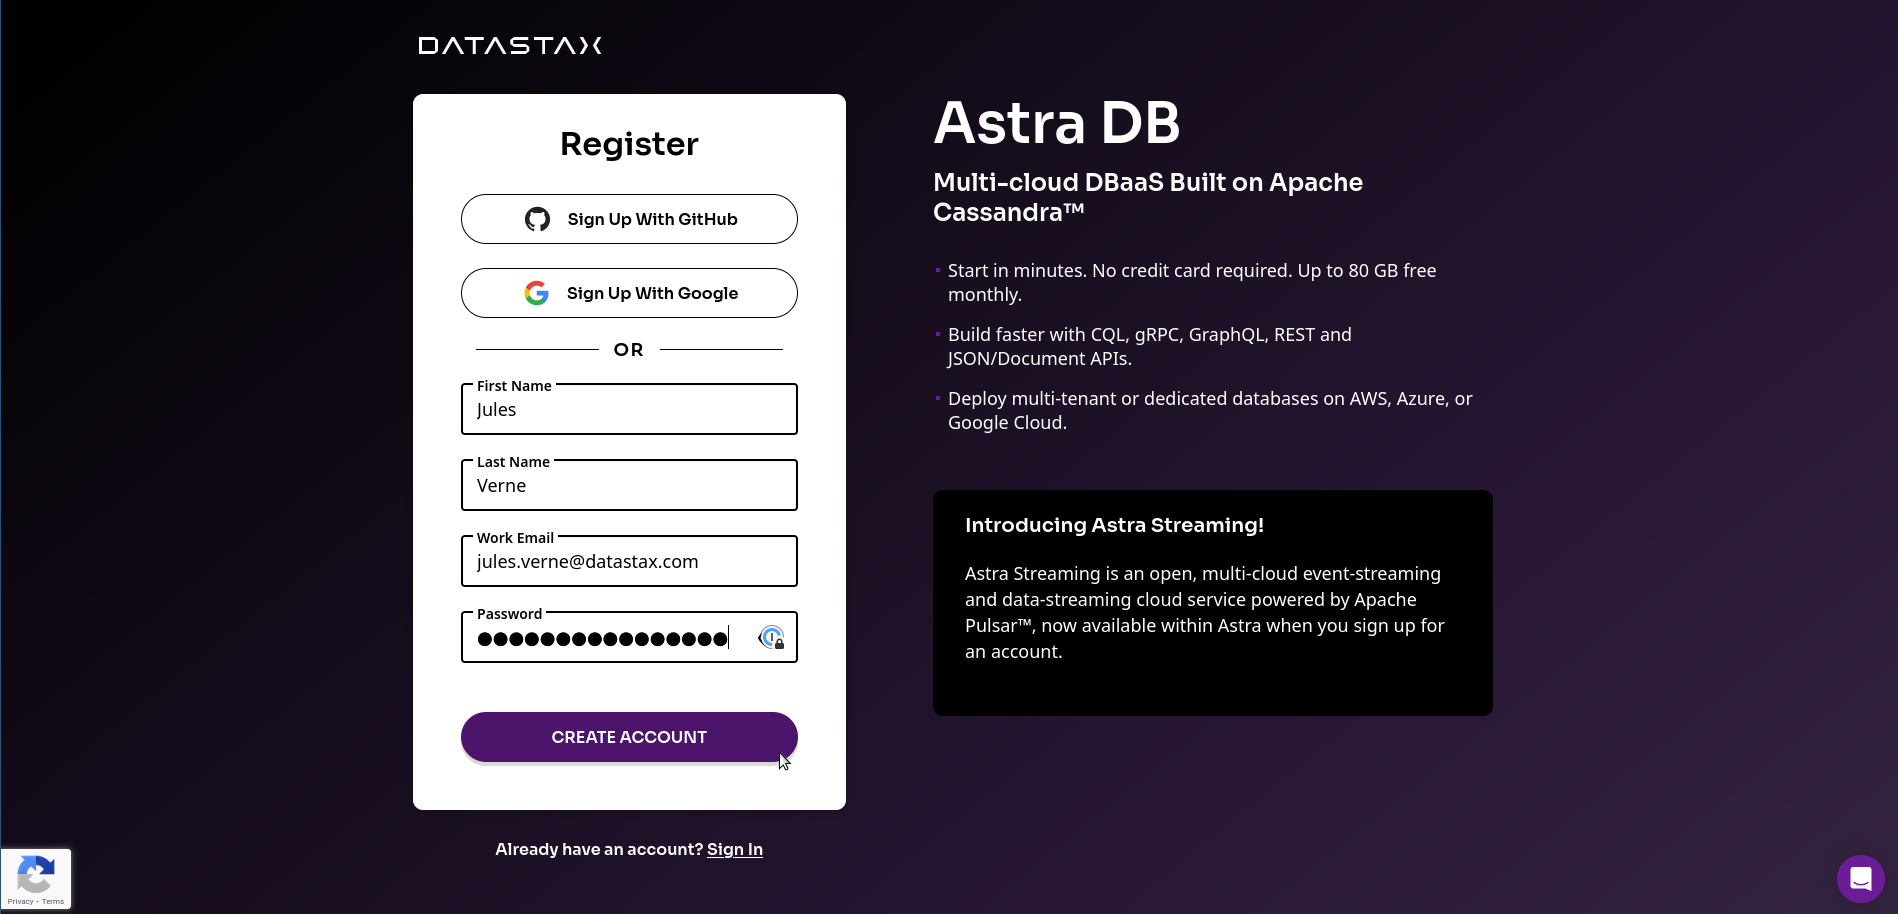 DATASTAX
Register
Sign Up With GitHub
Sign Up With Google
OR
First Name
Jules
Last Name
Verne
Work Email
jules.verne@datastax.com
Password
●●●●●●●●●●●●●●●●
CREATE ACCOUNT
Already have an account? Sign In
Privacy - Terms
Astra DB
Multi-cloud DBaaS Built on Apache
Cassandra™
Start in minutes. No credit card required. Up to 80 GB free
monthly.
Build faster with CQL, gRPC, GraphQL, REST and
JSON/Document APIs.
Deploy multi-tenant or dedicated databases on AWS, Azure, or
Google Cloud.
Introducing Astra Streaming!
Astra Streaming is an open, multi-cloud event-streaming
and data-streaming cloud service powered by Apache
Pulsar™, now available within Astra when you sign up for
an account.